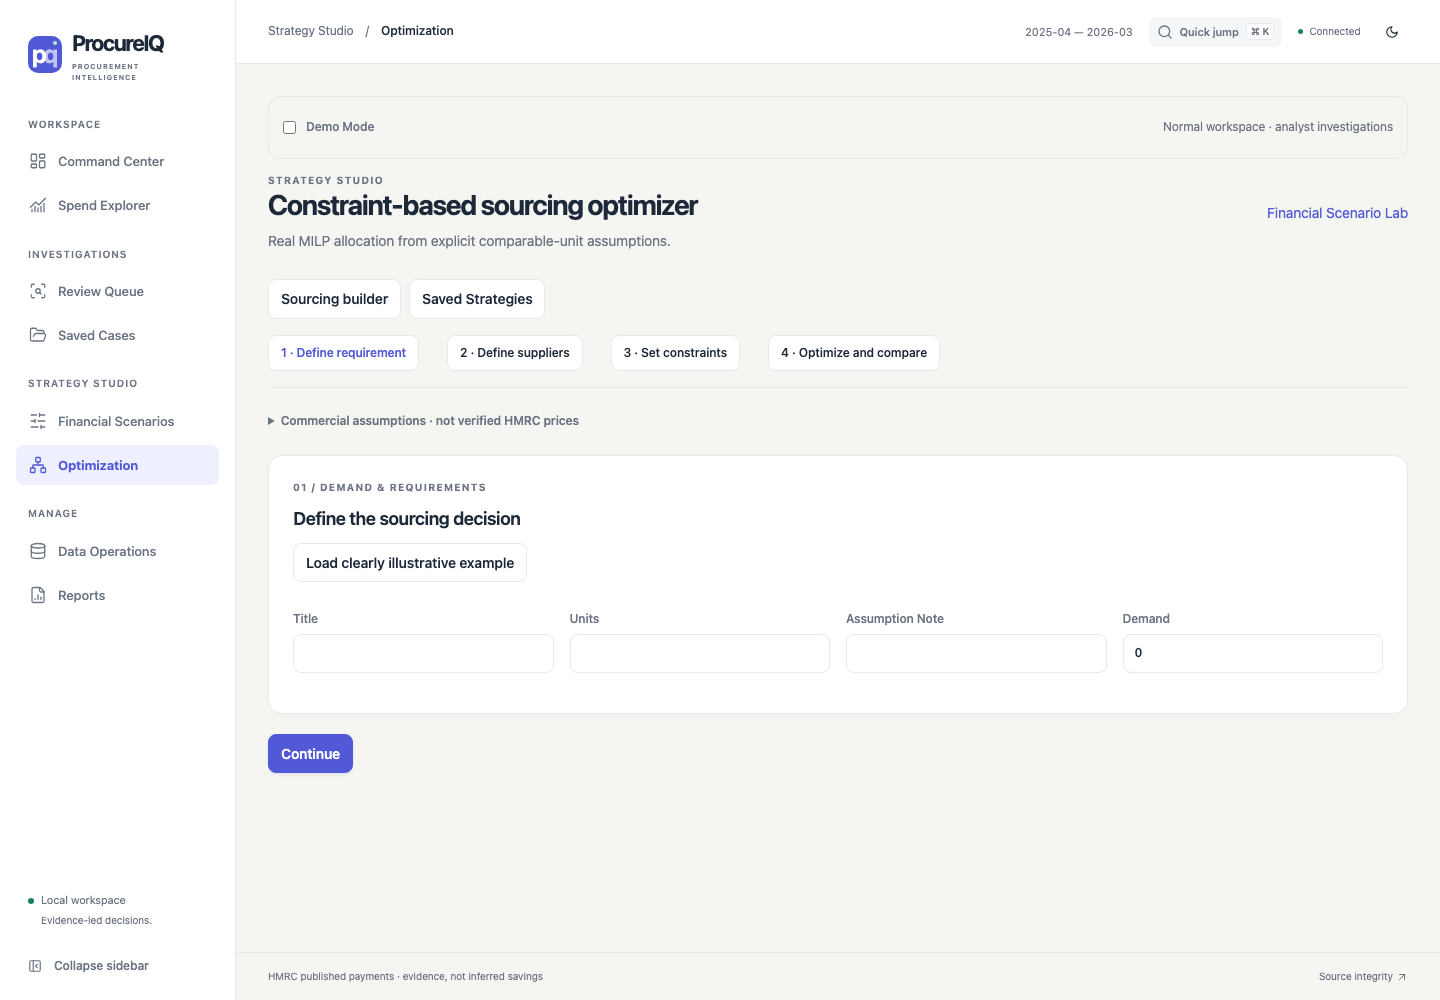 pq
ProcureIQ
PROCUREMENT
INTELLIGENCE
WORKSPACE
Command Center
Spend Explorer
INVESTIGATIONS
Review Queue
Saved Cases
STRATEGY STUDIO
Financial Scenarios
Optimization
MANAGE
Data Operations
Reports
Local workspace
Evidence-led decisions.
Collapse sidebar
Strategy Studio / Optimization
2025-04 — 2026-03
Quick jump ⌘ K
Connected
Demo Mode
Normal workspace · analyst investigations
STRATEGY STUDIO
Constraint-based sourcing optimizer
Financial Scenario Lab
Real MILP allocation from explicit comparable-unit assumptions.
Sourcing builder
Saved Strategies
1 · Define requirement
2 · Define suppliers
3 · Set constraints
4 · Optimize and compare
Commercial assumptions · not verified HMRC prices
01 / DEMAND & REQUIREMENTS
Define the sourcing decision
Load clearly illustrative example
Title
Units
Assumption Note
Demand
0
Continue
HMRC published payments · evidence, not inferred savings
Source integrity